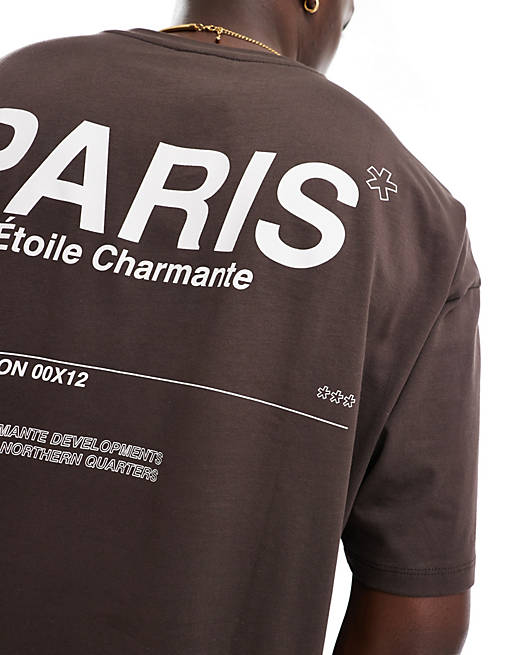 PARIS*
Étoile Charmante
ON 00X12
***
MANTE DEVELOPMENTS
NORTHERN QUARTERS